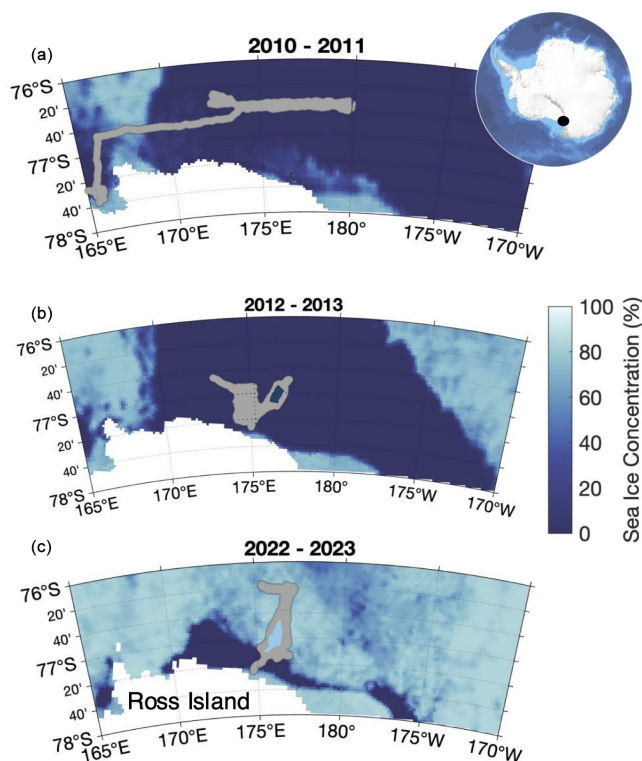 (a)
2010 - 2011
76°S
20'
40'
77°S
20'
40'
78°S
165°E
170°E
175°E
180°
175°W
170°W
(b)
2012 - 2013
76°S
20'
40'
77°S
20'
40'
78°S
165°E
170°E
175°E
180°
175°W
170°W
100
80
60
40
20
0
Sea Ice Concentration (%)
(c)
2022 - 2023
76°S
20'
40'
77°S
20'
40'
78°S
Ross Island
165°E
170°E
175°E
180°
175°W
170°W